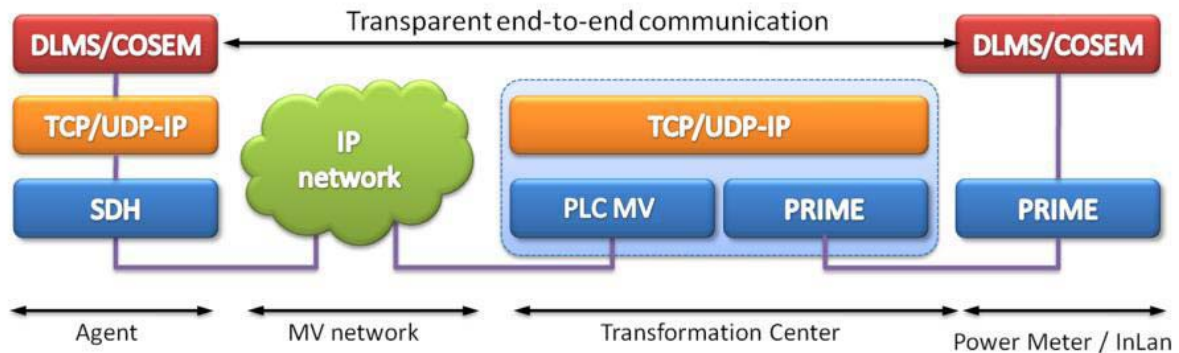 Transparent end-to-end communication
DLMS/COSEM
DLMS/COSEM
TCP/UDP-IP
IP
network
TCP/UDP-IP
SDH
PLC MV
PRIME
PRIME
Agent
MV network
Transformation Center
Power Meter / InLan